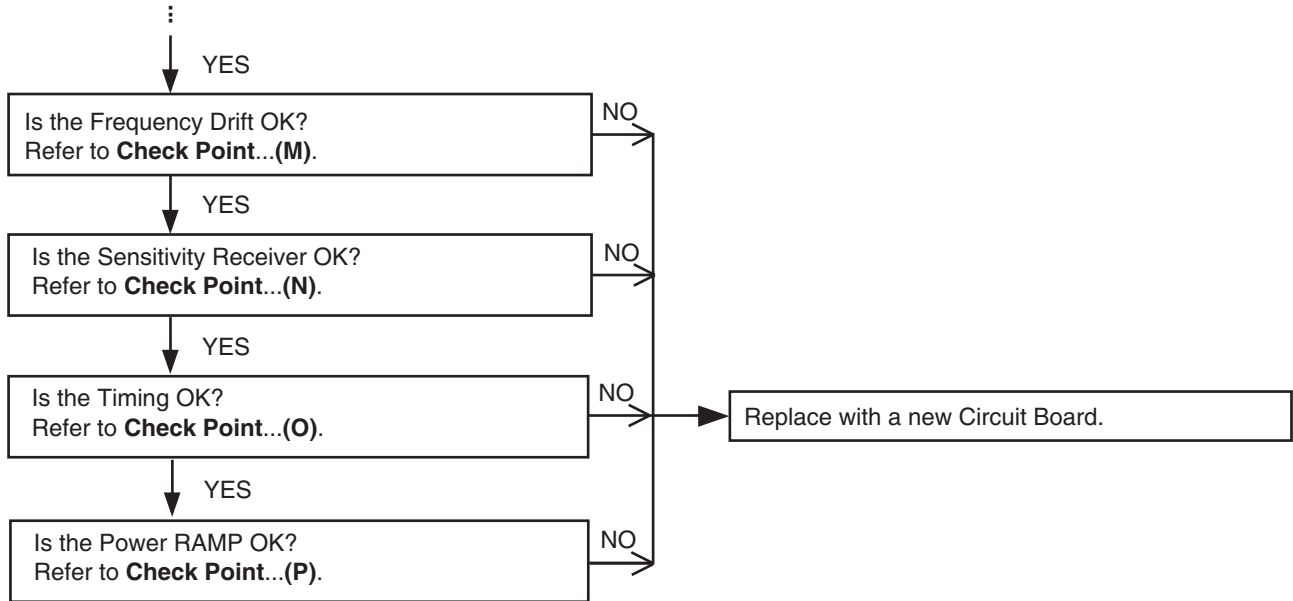 ⋮
YES
Is the Frequency Drift OK?
Refer to Check Point...(M).
NO
YES
Is the Sensitivity Receiver OK?
Refer to Check Point...(N).
NO
YES
Is the Timing OK?
Refer to Check Point...(O).
NO
Replace with a new Circuit Board.
YES
Is the Power RAMP OK?
Refer to Check Point...(P).
NO